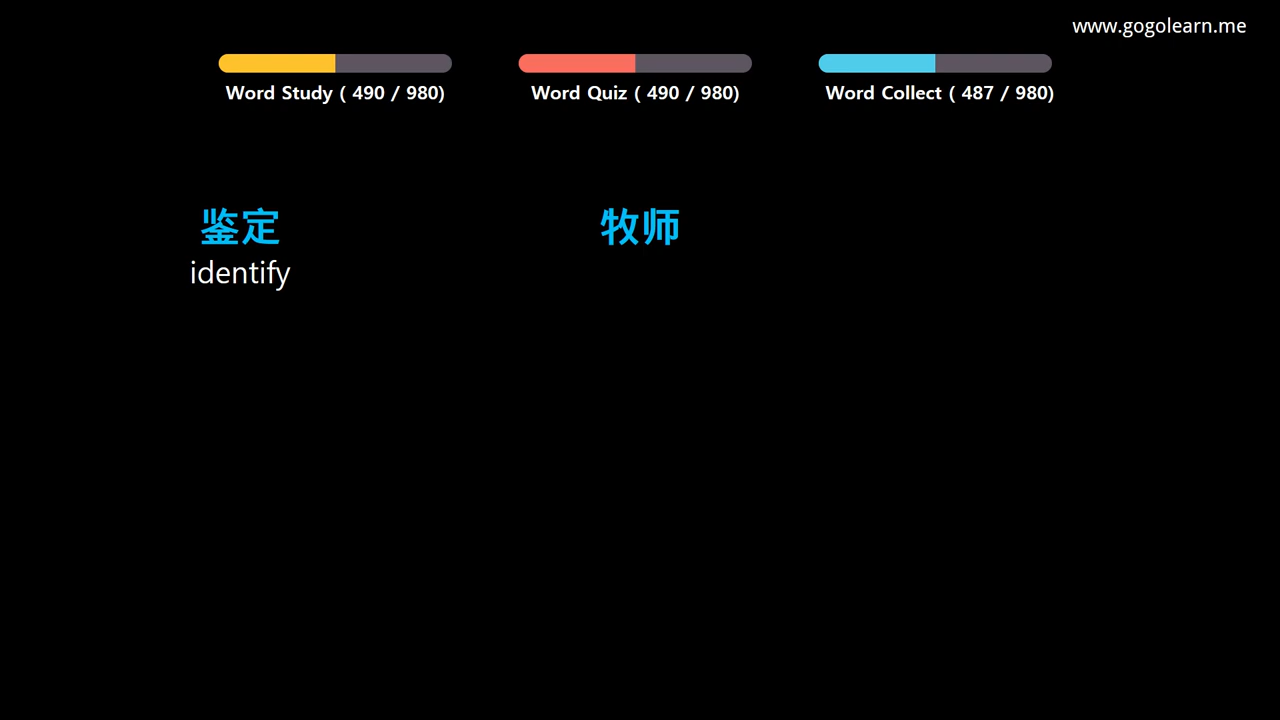 www.gogolearn.me
Word Study ( 490 / 980)
Word Quiz ( 490 / 980)
Word Collect ( 487 / 980)
鉴定
牧师
identify